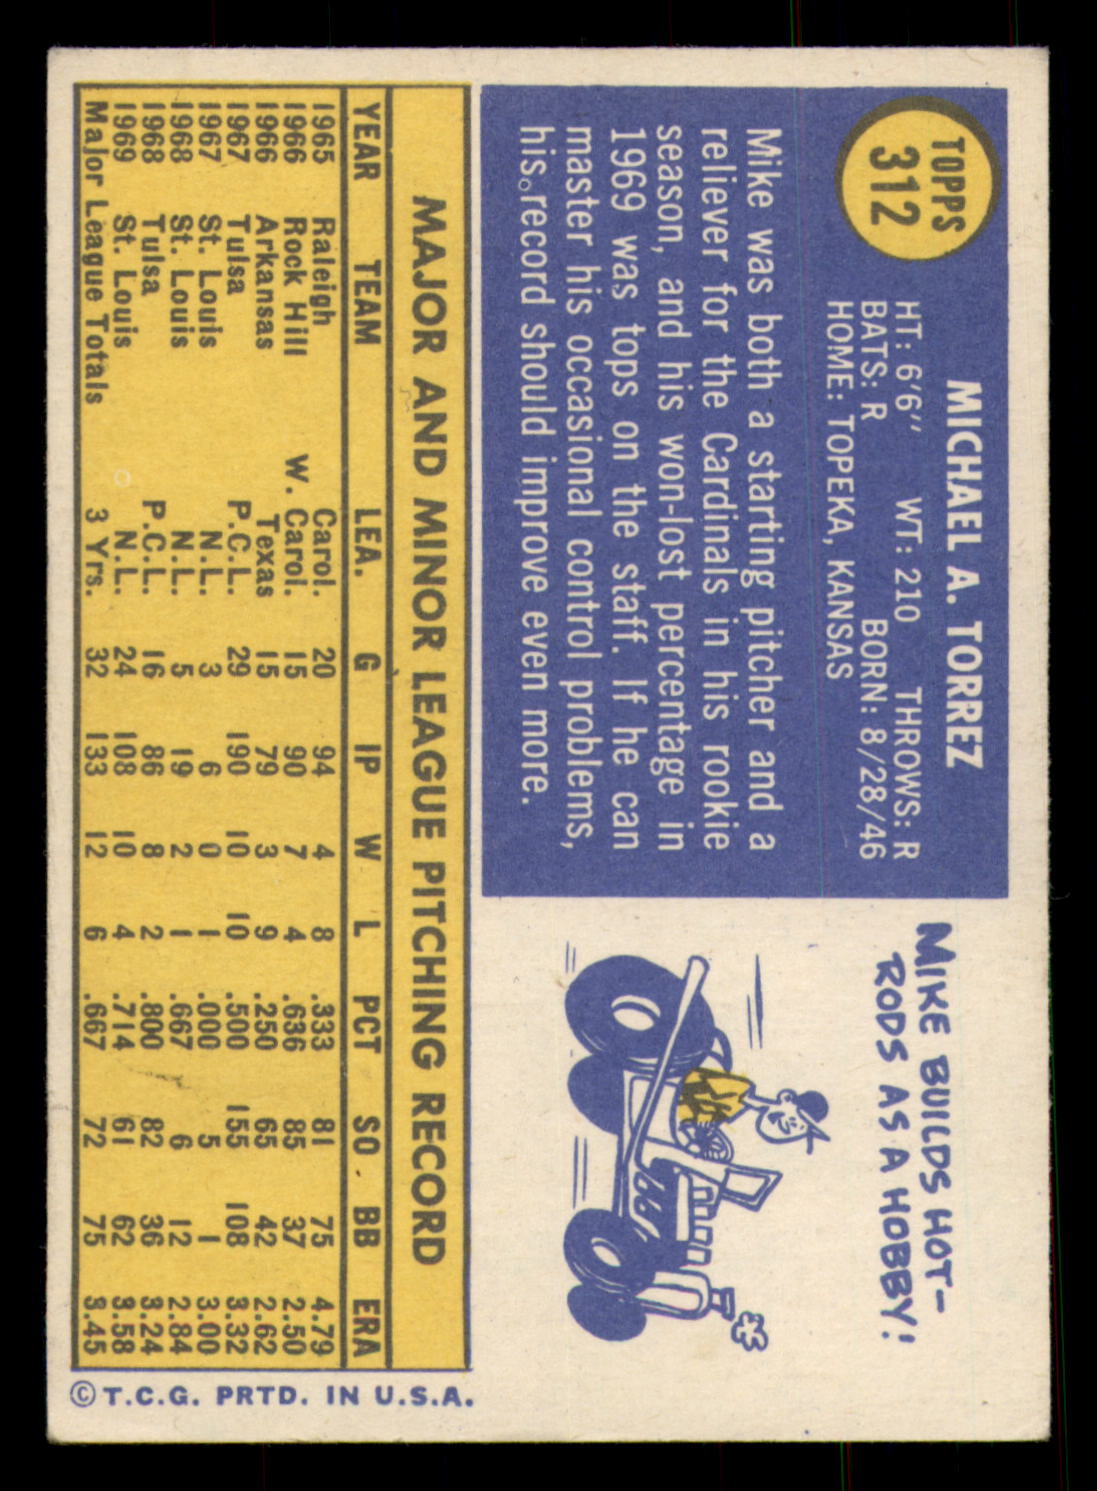 TOPPS
312
MICHAEL A. TORREZ
HT: 6'6" WT: 210 THROWS: R
BATS: R BORN: 8/28/46
HOME: TOPEKA, KANSAS
Mike was both a starting pitcher and a
reliever for the Cardinals in his rookie
season, and his won-lost percentage in
1969 was tops on the staff. If he can
master his occasional control problems,
his record should improve even more.
MIKE BUILDS HOT-
RODS AS A HOBBY!
MAJOR AND MINOR LEAGUE PITCHING RECORD
YEAR TEAM LEA. G IP W L PCT SO BB ERA
1965 Raleigh Carol. 20 94 4 8 .333 81 75 4.79
1966 Rock Hill W. Carol. 15 90 7 4 .636 85 37 2.50
1966 Arkansas Texas 15 79 3 9 .250 65 42 2.62
1967 Tulsa P.C.L. 29 190 10 10 .500 155 108 3.32
1967 St. Louis N.L. 3 6 0 1 .000 5 1 3.00
1968 St. Louis N.L. 5 19 2 1 .667 6 12 2.84
1968 Tulsa P.C.L. 16 86 8 2 .800 82 36 3.24
1969 St. Louis N.L. 24 108 10 4 .714 61 62 3.58
Major League Totals 3 Yrs. 32 133 12 6 .667 72 75 3.45
© T.C.G. PRTD. IN U.S.A.